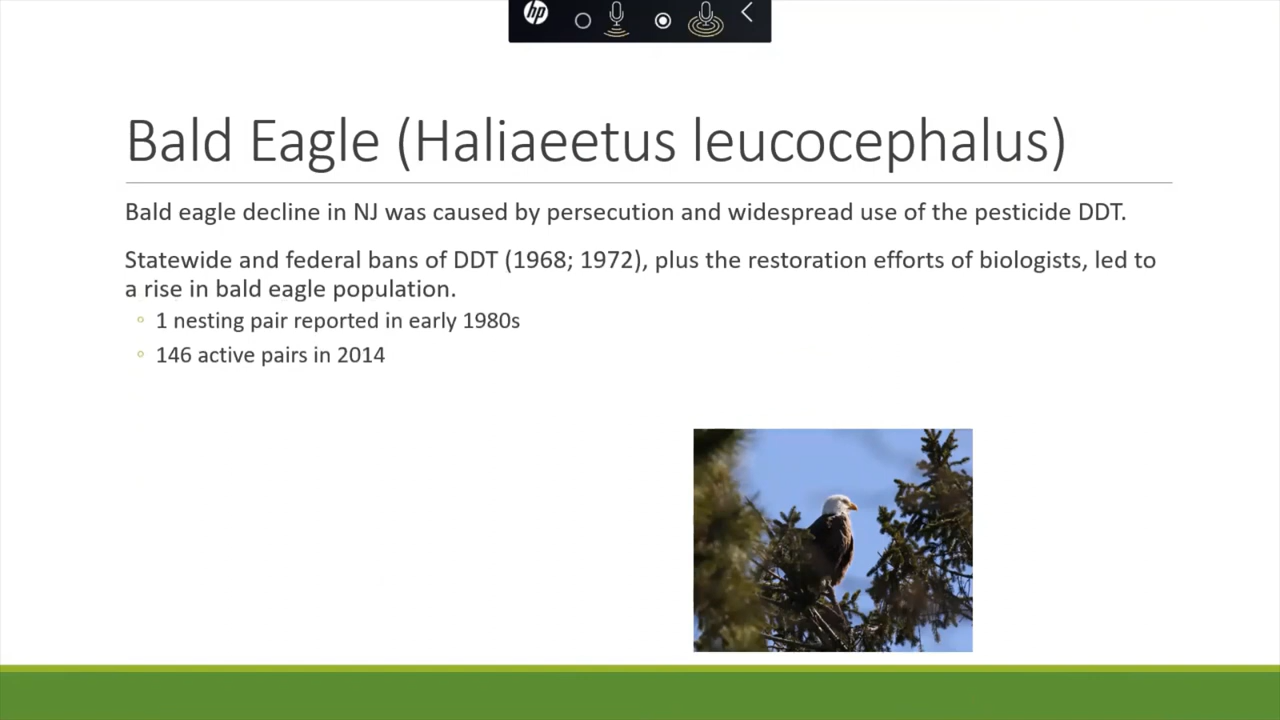 hp
Bald Eagle (Haliaeetus leucocephalus)
Bald eagle decline in NJ was caused by persecution and widespread use of the pesticide DDT.
Statewide and federal bans of DDT (1968; 1972), plus the restoration efforts of biologists, led to
a rise in bald eagle population.
1 nesting pair reported in early 1980s
146 active pairs in 2014